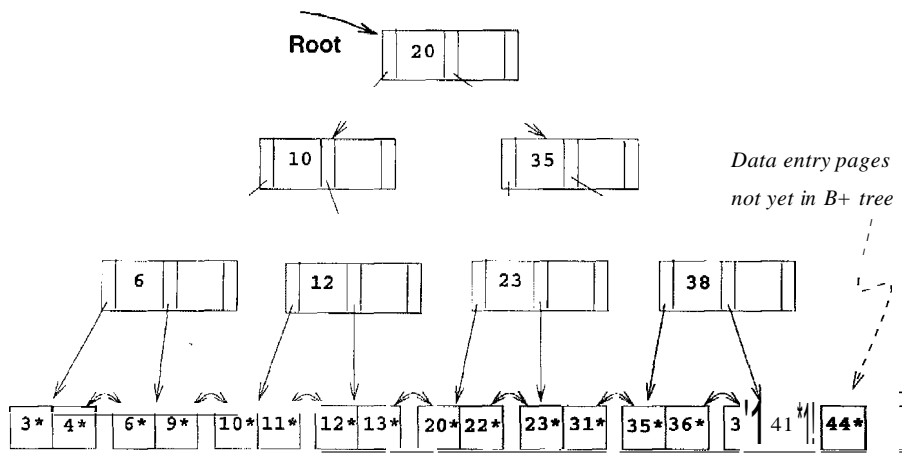 Root
20
10 35
Data entry pages
not yet in B+ tree
6 12 23 38
3* 4* 6* 9* 10* 11* 12* 13* 20* 22* 23* 31* 35* 36* 3 41* 44*